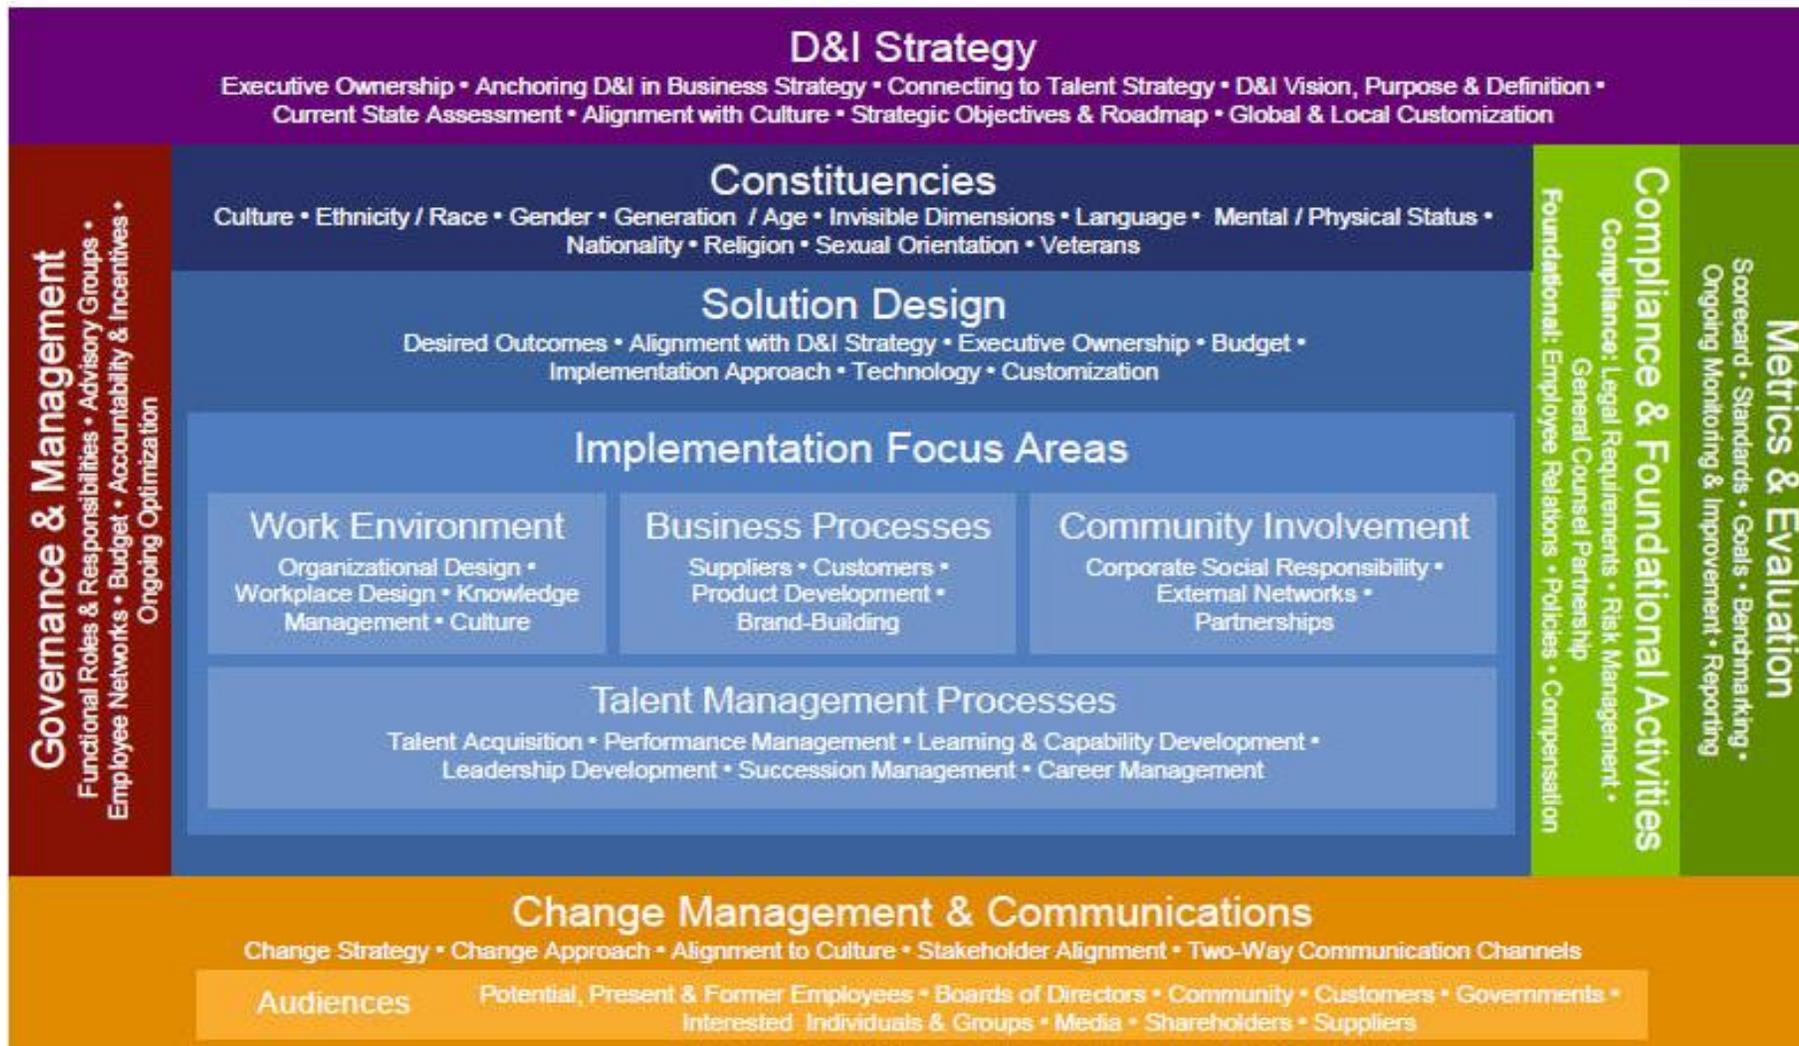 D&I Strategy
Executive Ownership • Anchoring D&I in Business Strategy • Connecting to Talent Strategy • D&I Vision, Purpose & Definition •
Current State Assessment • Alignment with Culture • Strategic Objectives & Roadmap • Global & Local Customization
Governance & Management
Functional Roles & Responsibilities • Advisory Groups •
Employee Networks • Budget • Accountability & Incentives •
Ongoing Optimization
Constituencies
Culture • Ethnicity / Race • Gender • Generation / Age • Invisible Dimensions • Language • Mental / Physical Status •
Nationality • Religion • Sexual Orientation • Veterans
Solution Design
Desired Outcomes • Alignment with D&I Strategy • Executive Ownership • Budget •
Implementation Approach • Technology • Customization
Implementation Focus Areas
Work Environment
Organizational Design •
Workplace Design • Knowledge
Management • Culture
Business Processes
Suppliers • Customers •
Product Development •
Brand-Building
Community Involvement
Corporate Social Responsibility •
External Networks •
Partnerships
Talent Management Processes
Talent Acquisition • Performance Management • Learning & Capability Development •
Leadership Development • Succession Management • Career Management
Compliance & Foundational Activities
Compliance: Legal Requirements • Risk Management •
General Counsel Partnership
Foundational: Employee Relations • Policies • Compensation
Metrics & Evaluation
Scorecard • Standards • Goals • Benchmarking •
Ongoing Monitoring & Improvement • Reporting
Change Management & Communications
Change Strategy • Change Approach • Alignment to Culture • Stakeholder Alignment • Two-Way Communication Channels
Audiences
Potential, Present & Former Employees • Boards of Directors • Community • Customers • Governments •
Interested Individuals & Groups • Media • Shareholders • Suppliers